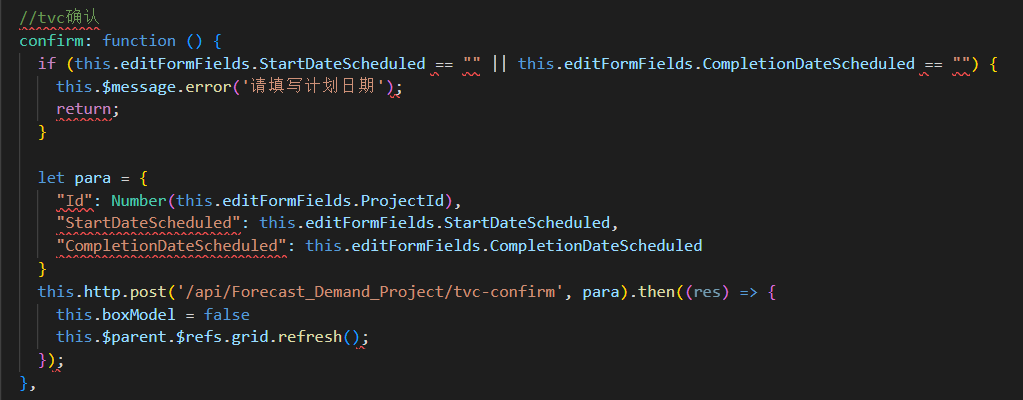 //tvc确认
confirm: function () {
if (this.editFormFields.StartDateScheduled == "" || this.editFormFields.CompletionDateScheduled == "") {
this.$message.error('请填写计划日期');
return;
}
let para = {
"Id": Number(this.editFormFields.ProjectId),
"StartDateScheduled": this.editFormFields.StartDateScheduled,
"CompletionDateScheduled": this.editFormFields.CompletionDateScheduled
}
this.http.post('/api/Forecast_Demand_Project/tvc-confirm', para).then((res) => {
this.boxModel = false
this.$parent.$refs.grid.refresh();
});
},